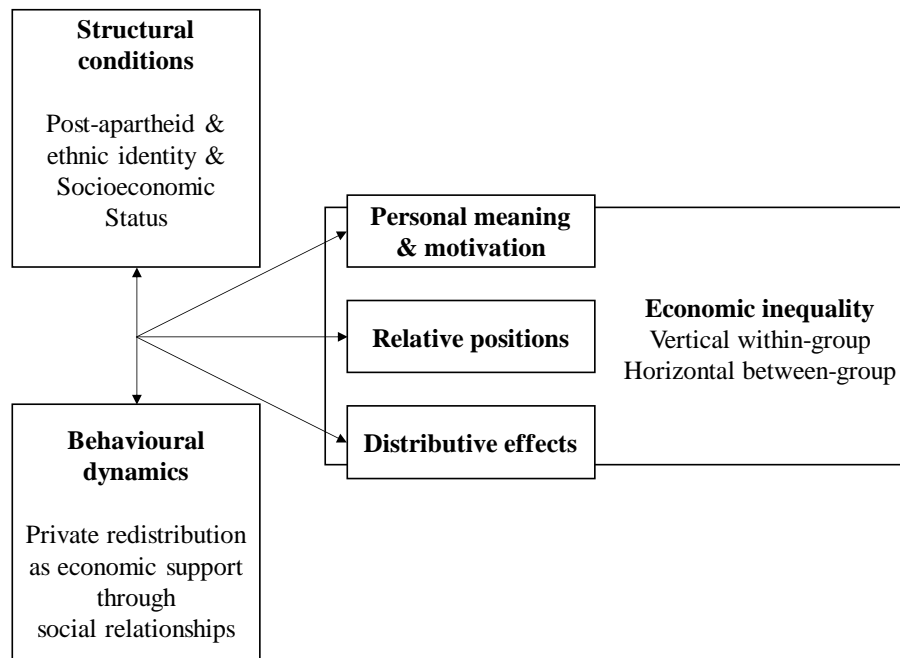 Structural
conditions
Post-apartheid &
ethnic identity &
Socioeconomic
Status
Personal meaning
& motivation
Relative positions
Distributive effects
Economic inequality
Vertical within-group
Horizontal between-group
Behavioural
dynamics
Private redistribution
as economic support
through
social relationships